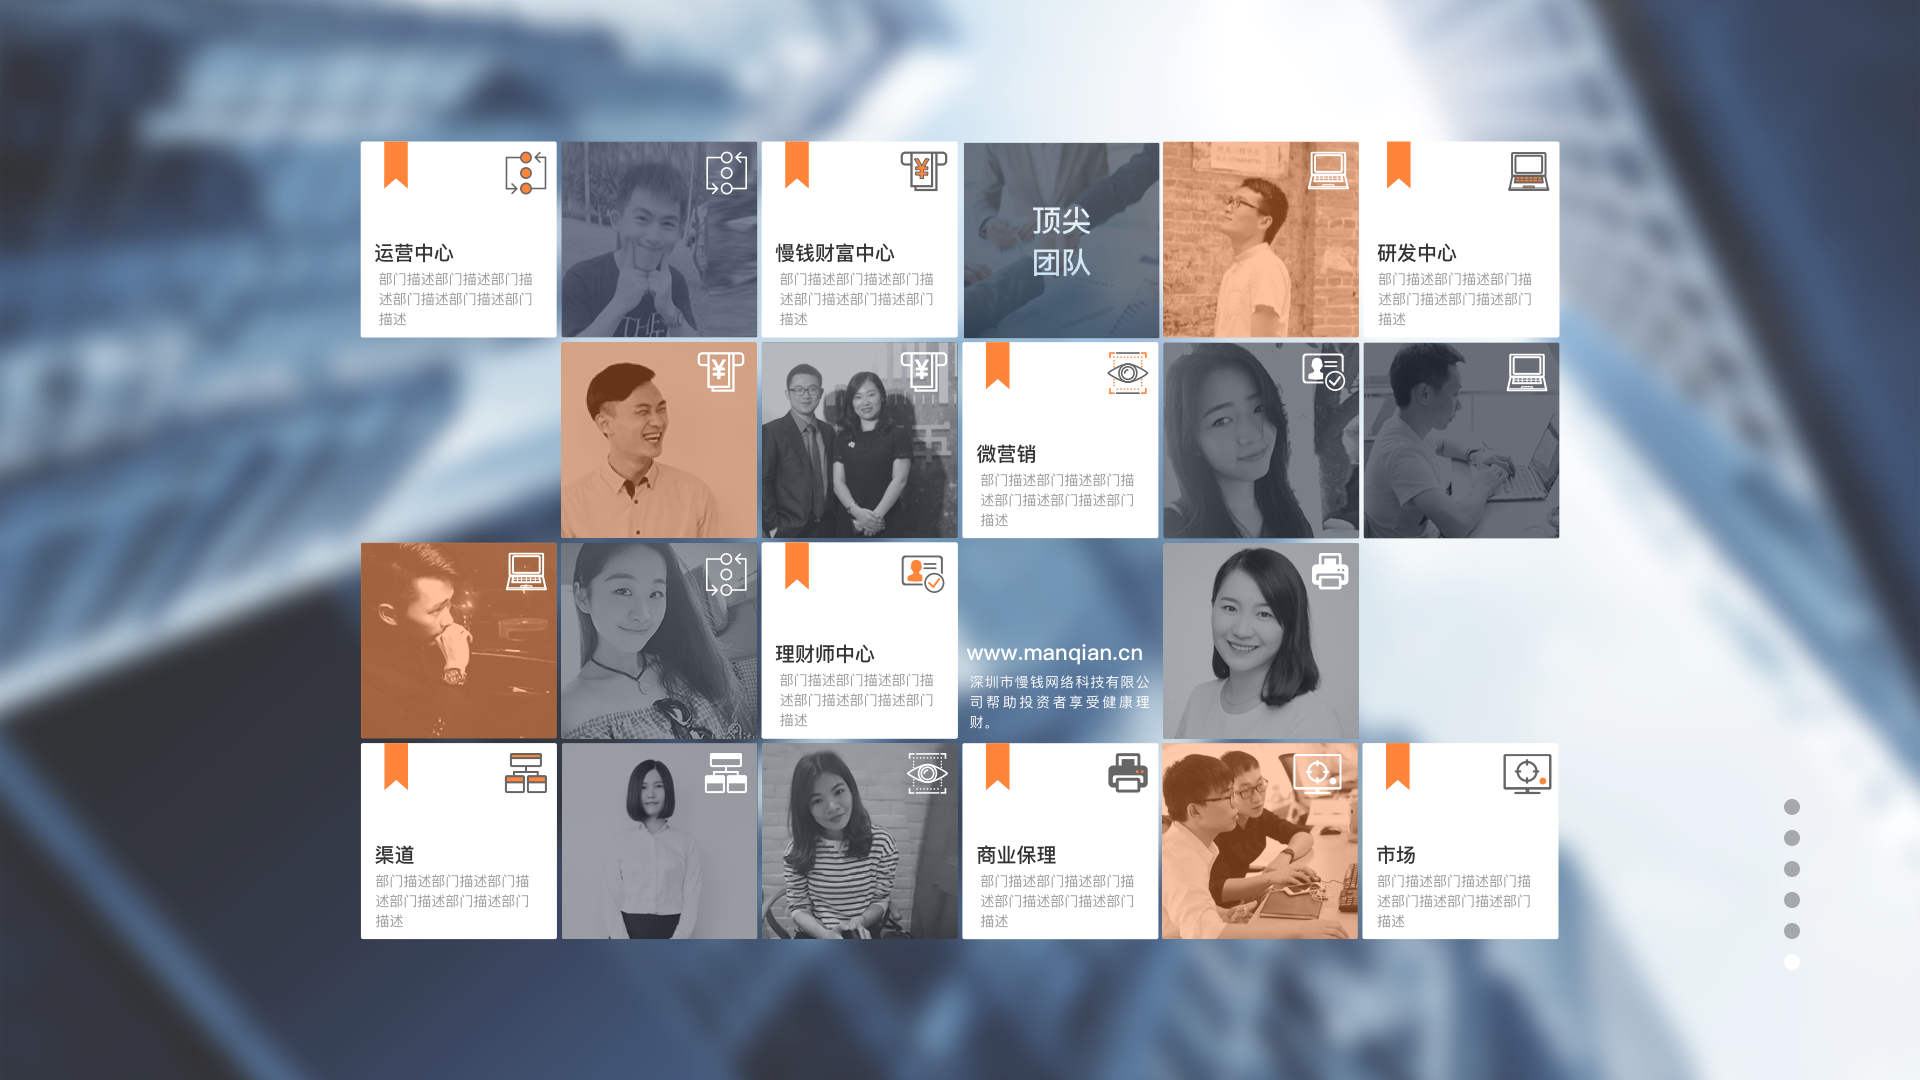 运营中心
部门描述部门描述部门描
述部门描述部门描述部门
描述
慢钱财富中心
部门描述部门描述部门描
述部门描述部门描述部门
描述
顶尖
团队
研发中心
部门描述部门描述部门描
述部门描述部门描述部门
描述
THE
微营销
部门描述部门描述部门描
述部门描述部门描述部门
描述
理财师中心
部门描述部门描述部门描
述部门描述部门描述部门
描述
www.manqian.cn
深圳市慢钱网络科技有限公
司帮助投资者享受健康理
财。
渠道
部门描述部门描述部门描
述部门描述部门描述部门
描述
商业保理
部门描述部门描述部门描
述部门描述部门描述部门
描述
市场
部门描述部门描述部门描
述部门描述部门描述部门
描述